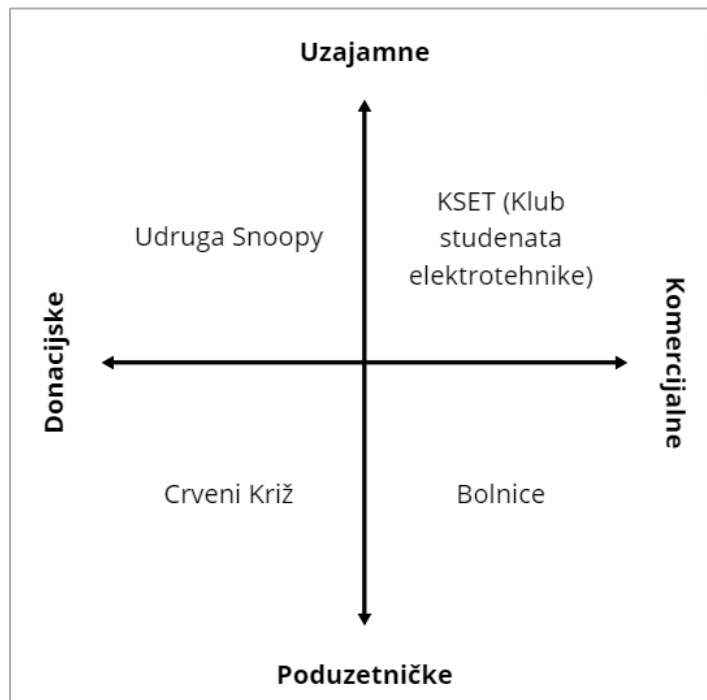 Uzajamne
KSET (Klub
studenata
elektrotehnike)
Udruga Snoopy
Donacijske
Komercijalne
Crveni Križ
Bolnice
Poduzetničke